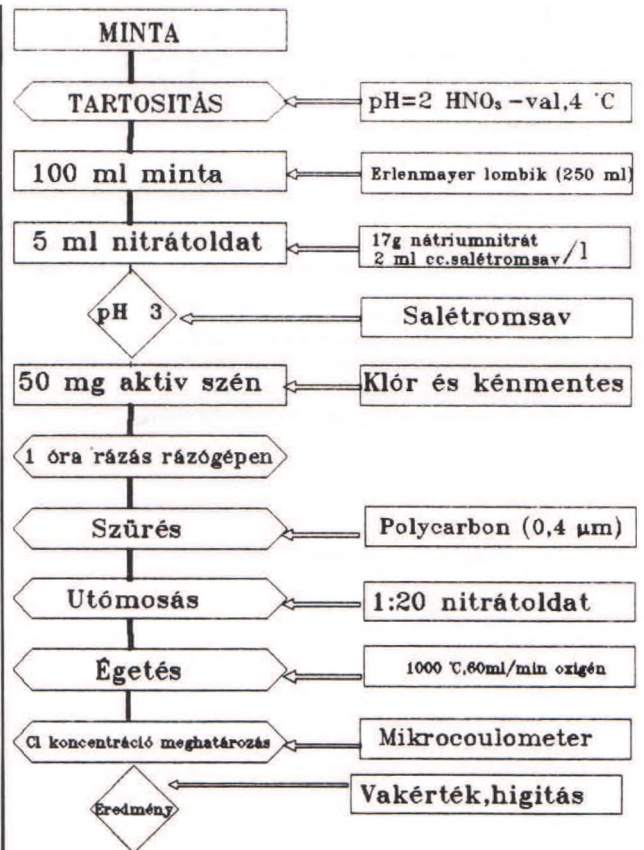 MINTA
TARTOSITÁS
pH=2 HNO₃-val,4 °C
100 ml minta
Erlenmayer lombik (250 ml)
5 ml nitrátoldat
17g nátriumnitrát
2 ml cc.salétromsav/l
pH 3
Salétromsav
50 mg aktiv szén
Klór és kénmentes
1 óra rázás rázógépen
Szürés
Polycarbon (0,4 µm)
Utómosás
1:20 nitrátoldat
Égetés
1000 °C,60ml/min oxigén
Cl koncentráció meghatározás
Mikrocoulometer
Eredmény
Vakérték,higitás